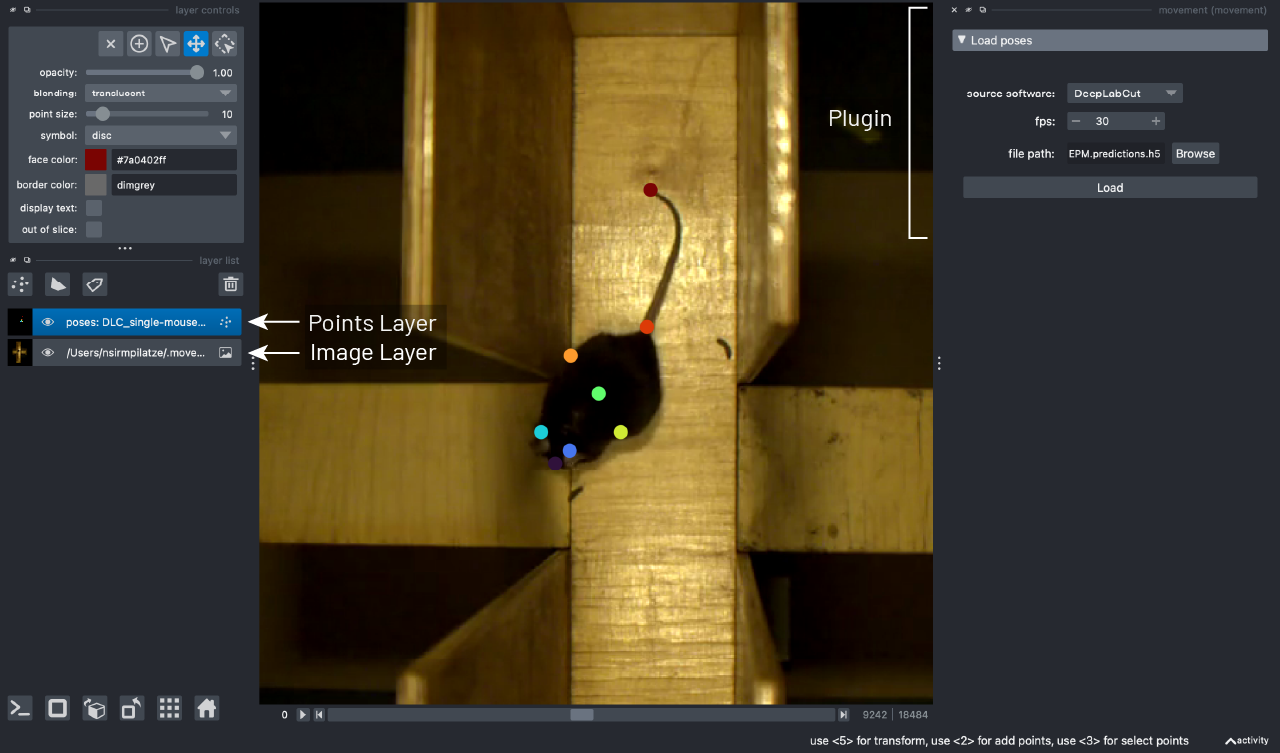 layer controls
opacity: 1.00
blending: translucent
point size: 10
symbol: disc
face color: #7a0402ff
border color: dimgrey
display text:
out of slice:
layer list
poses: DLC_single-mouse...
/Users/nsirmpilatze/.move...
Points Layer
Image Layer
Plugin
0
9242 | 18484
movement (movement)
Load poses
source software: DeepLabCut
fps: 30
file path: EPM.predictions.h5 Browse
Load
use <5> for transform, use <2> for add points, use <3> for select points
activity